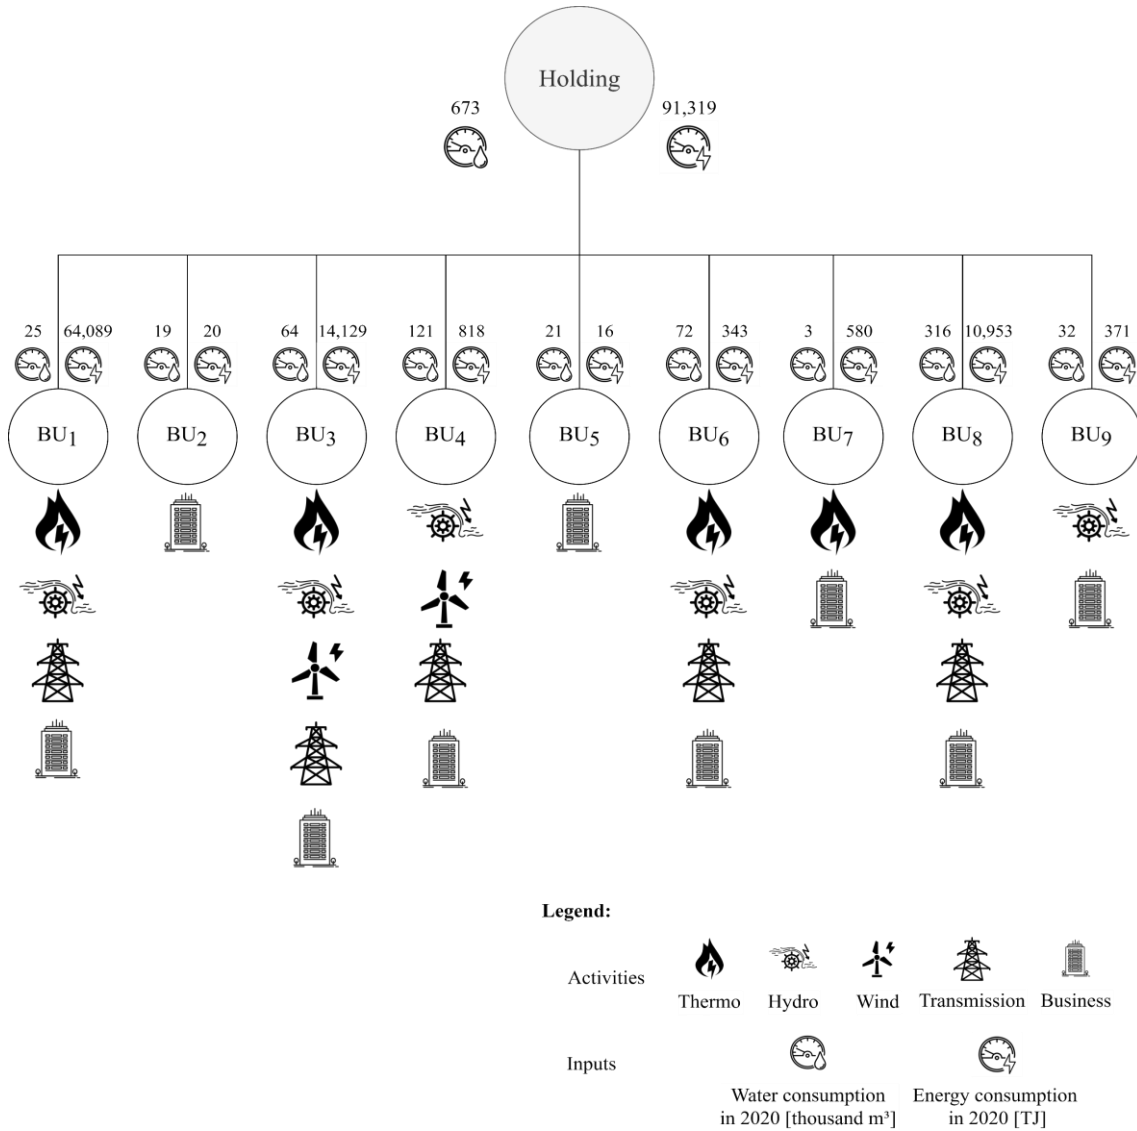 Holding
673 91,319
25 64,089 19 20 64 14,129 121 818 21 16 72 343 3 580 316 10,953 32 371
BU1 BU2 BU3 BU4 BU5 BU6 BU7 BU8 BU9
Legend:
Activities
Thermo Hydro Wind Transmission Business
Inputs
Water consumption
in 2020 [thousand m³]
Energy consumption
in 2020 [TJ]